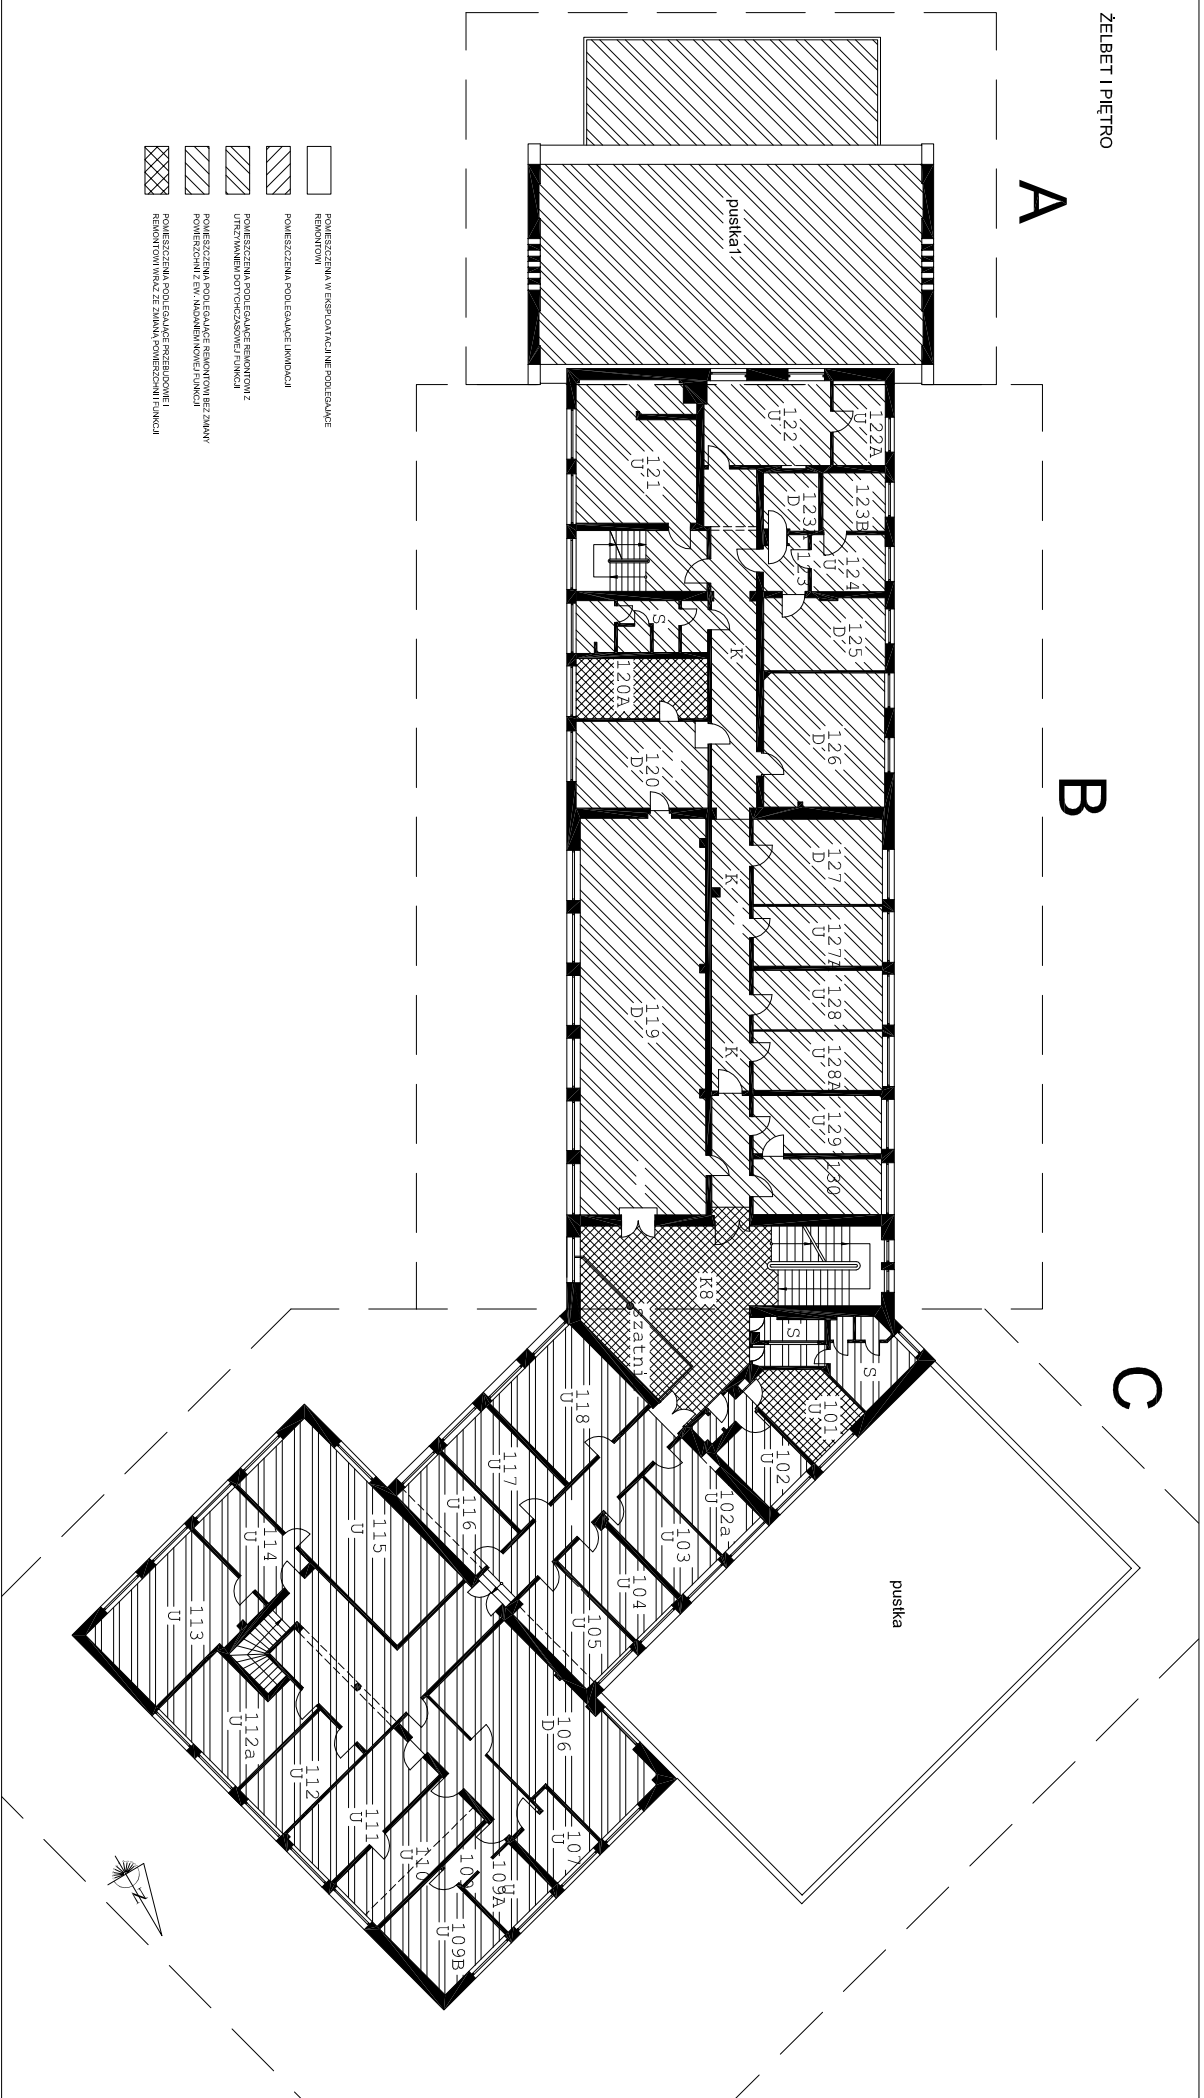 ŻELBET I PIĘTRO
A
B
C
pustka1
122A
U
122
U
121
U
123B
123A
D
123
124
U
125
D
S
K
120A
126
D
120
D
127
D
K
127A
U
128
U
119
D
K
128A
U
129
U
130
K8
szatni
S
S
101
U
102
U
102a
U
118
U
117
U
116
U
103
U
104
U
105
U
pustka
115
U
114
U
113
U
106
D
112a
U
112
U
111
U
110
U
107
U
109A
U
109B
U
N
POMIESZCZENIA W EKSPLOATACJI NIE PODLEGAJĄCE
REMONTOWI
POMIESZCZENIA PODLEGAJĄCE LIKWIDACJI
POMIESZCZENIA PODLEGAJĄCE REMONTOWI Z
UTRZYMANIEM DOTYCHCZASOWEJ FUNKCJI
POMIESZCZENIA PODLEGAJĄCE REMONTOWI BEZ ZMIANY
POWIERZCHNI Z EW. NADANIEM NOWEJ FUNKCJI
POMIESZCZENIA PODLEGAJĄCE PRZEBUDOWIE I
REMONTOWI WRAZ ZE ZMIANĄ POWIERZCHNI I FUNKCJI